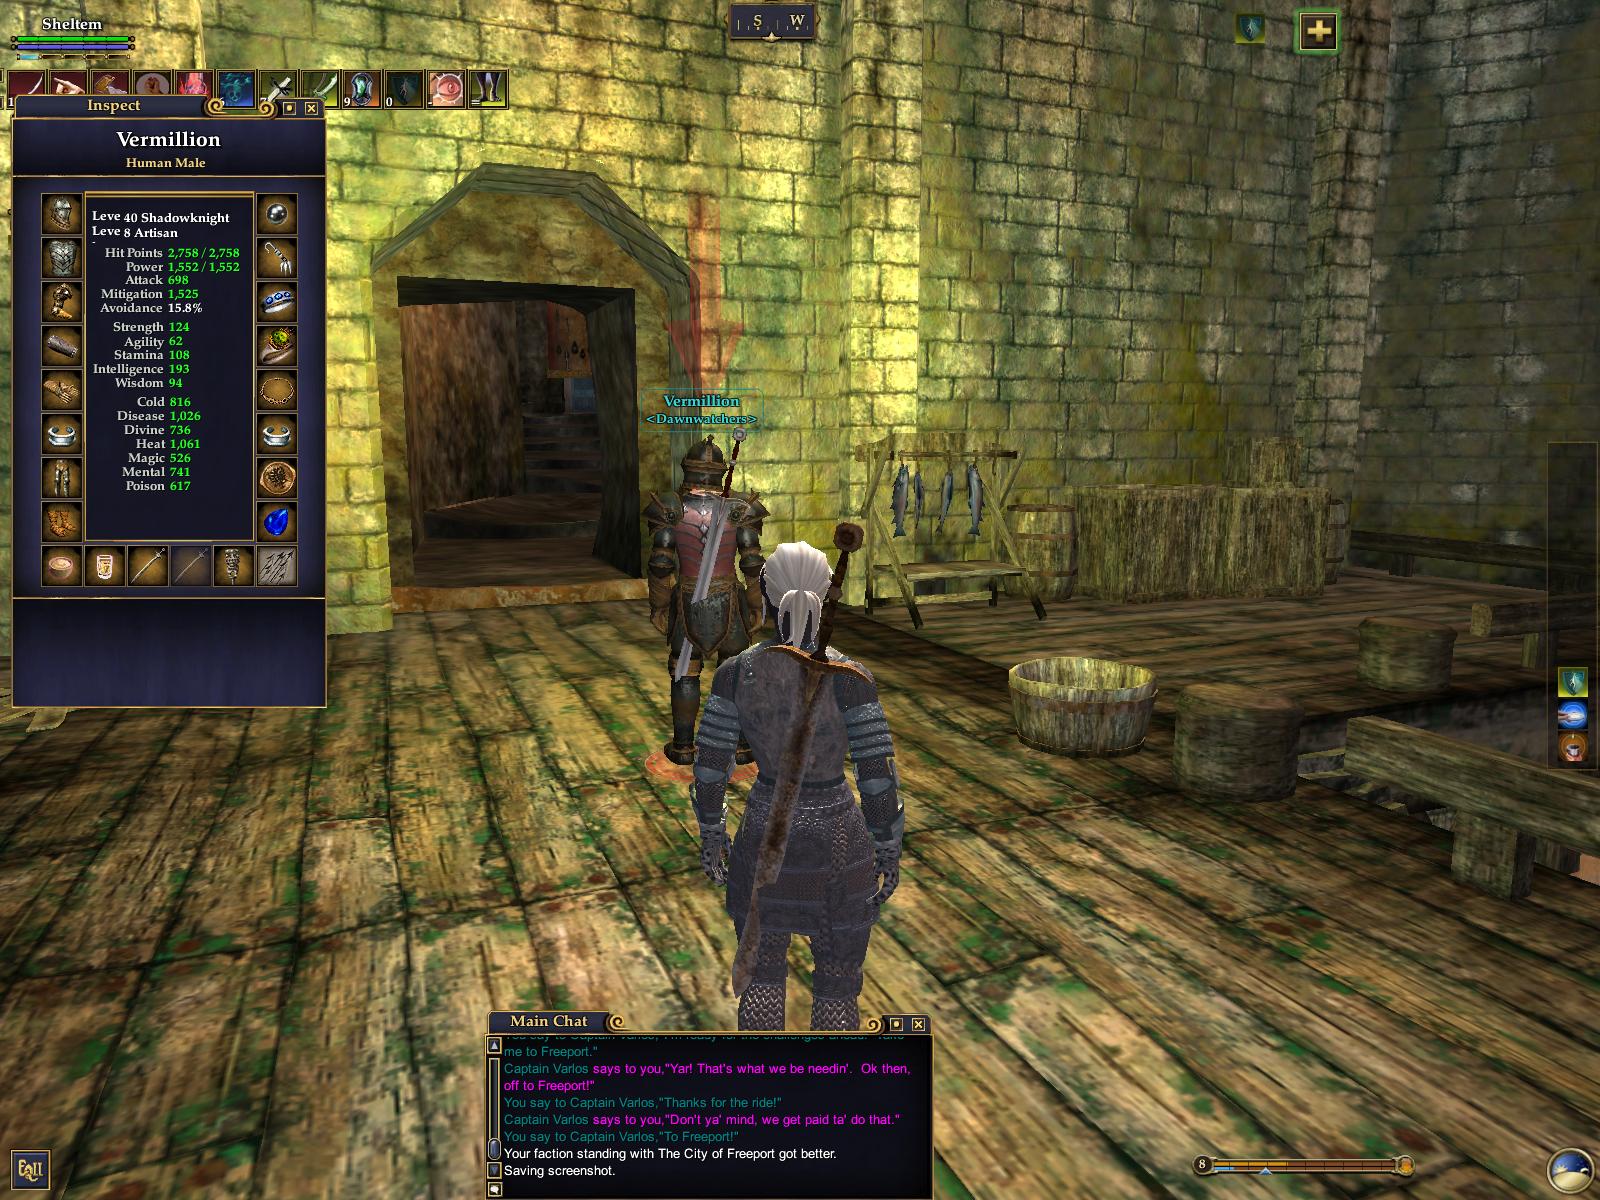 Sheltem
S W
9
0
-
=
Inspect
Vermillion
Human Male
Leve 40 Shadowknight
Leve 8 Artisan
Hit Points 2,758 / 2,758
Power 1,552 / 1,552
Attack 698
Mitigation 1,525
Avoidance 15.8%
Strength 124
Agility 62
Stamina 108
Intelligence 193
Wisdom 94
Cold 816
Disease 1,026
Divine 736
Heat 1,061
Magic 526
Mental 741
Poison 617
Vermillion
<Dawnwatchers>
Main Chat
me to Freeport."
Captain Varlos says to you,"Yar! That's what we be needin'. Ok then,
off to Freeport!"
You say to Captain Varlos,"Thanks for the ride!"
Captain Varlos says to you,"Don't ya' mind, we get paid ta' do that."
You say to Captain Varlos,"To Freeport!"
Your faction standing with The City of Freeport got better.
Saving screenshot.
EQII
8